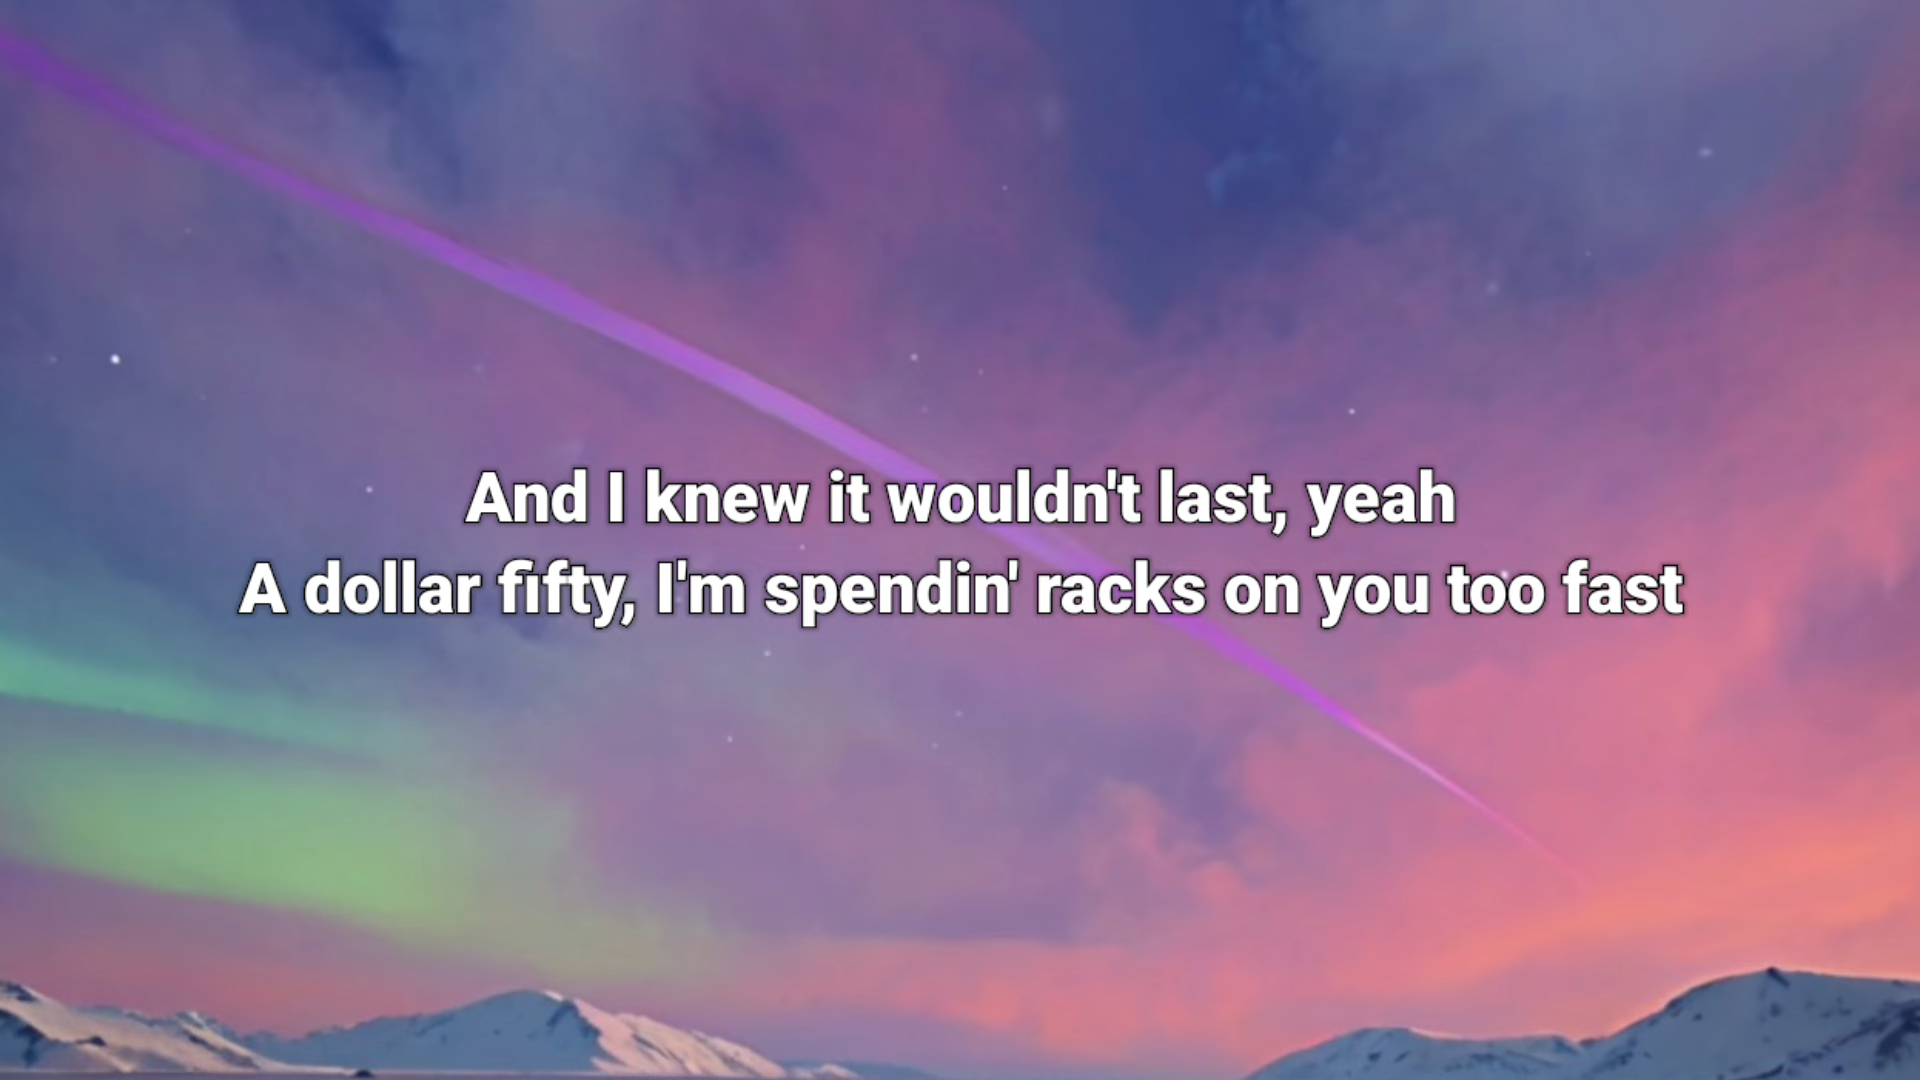 And I knew it wouldn't last, yeah
A dollar fifty, I'm spendin' racks on you too fast